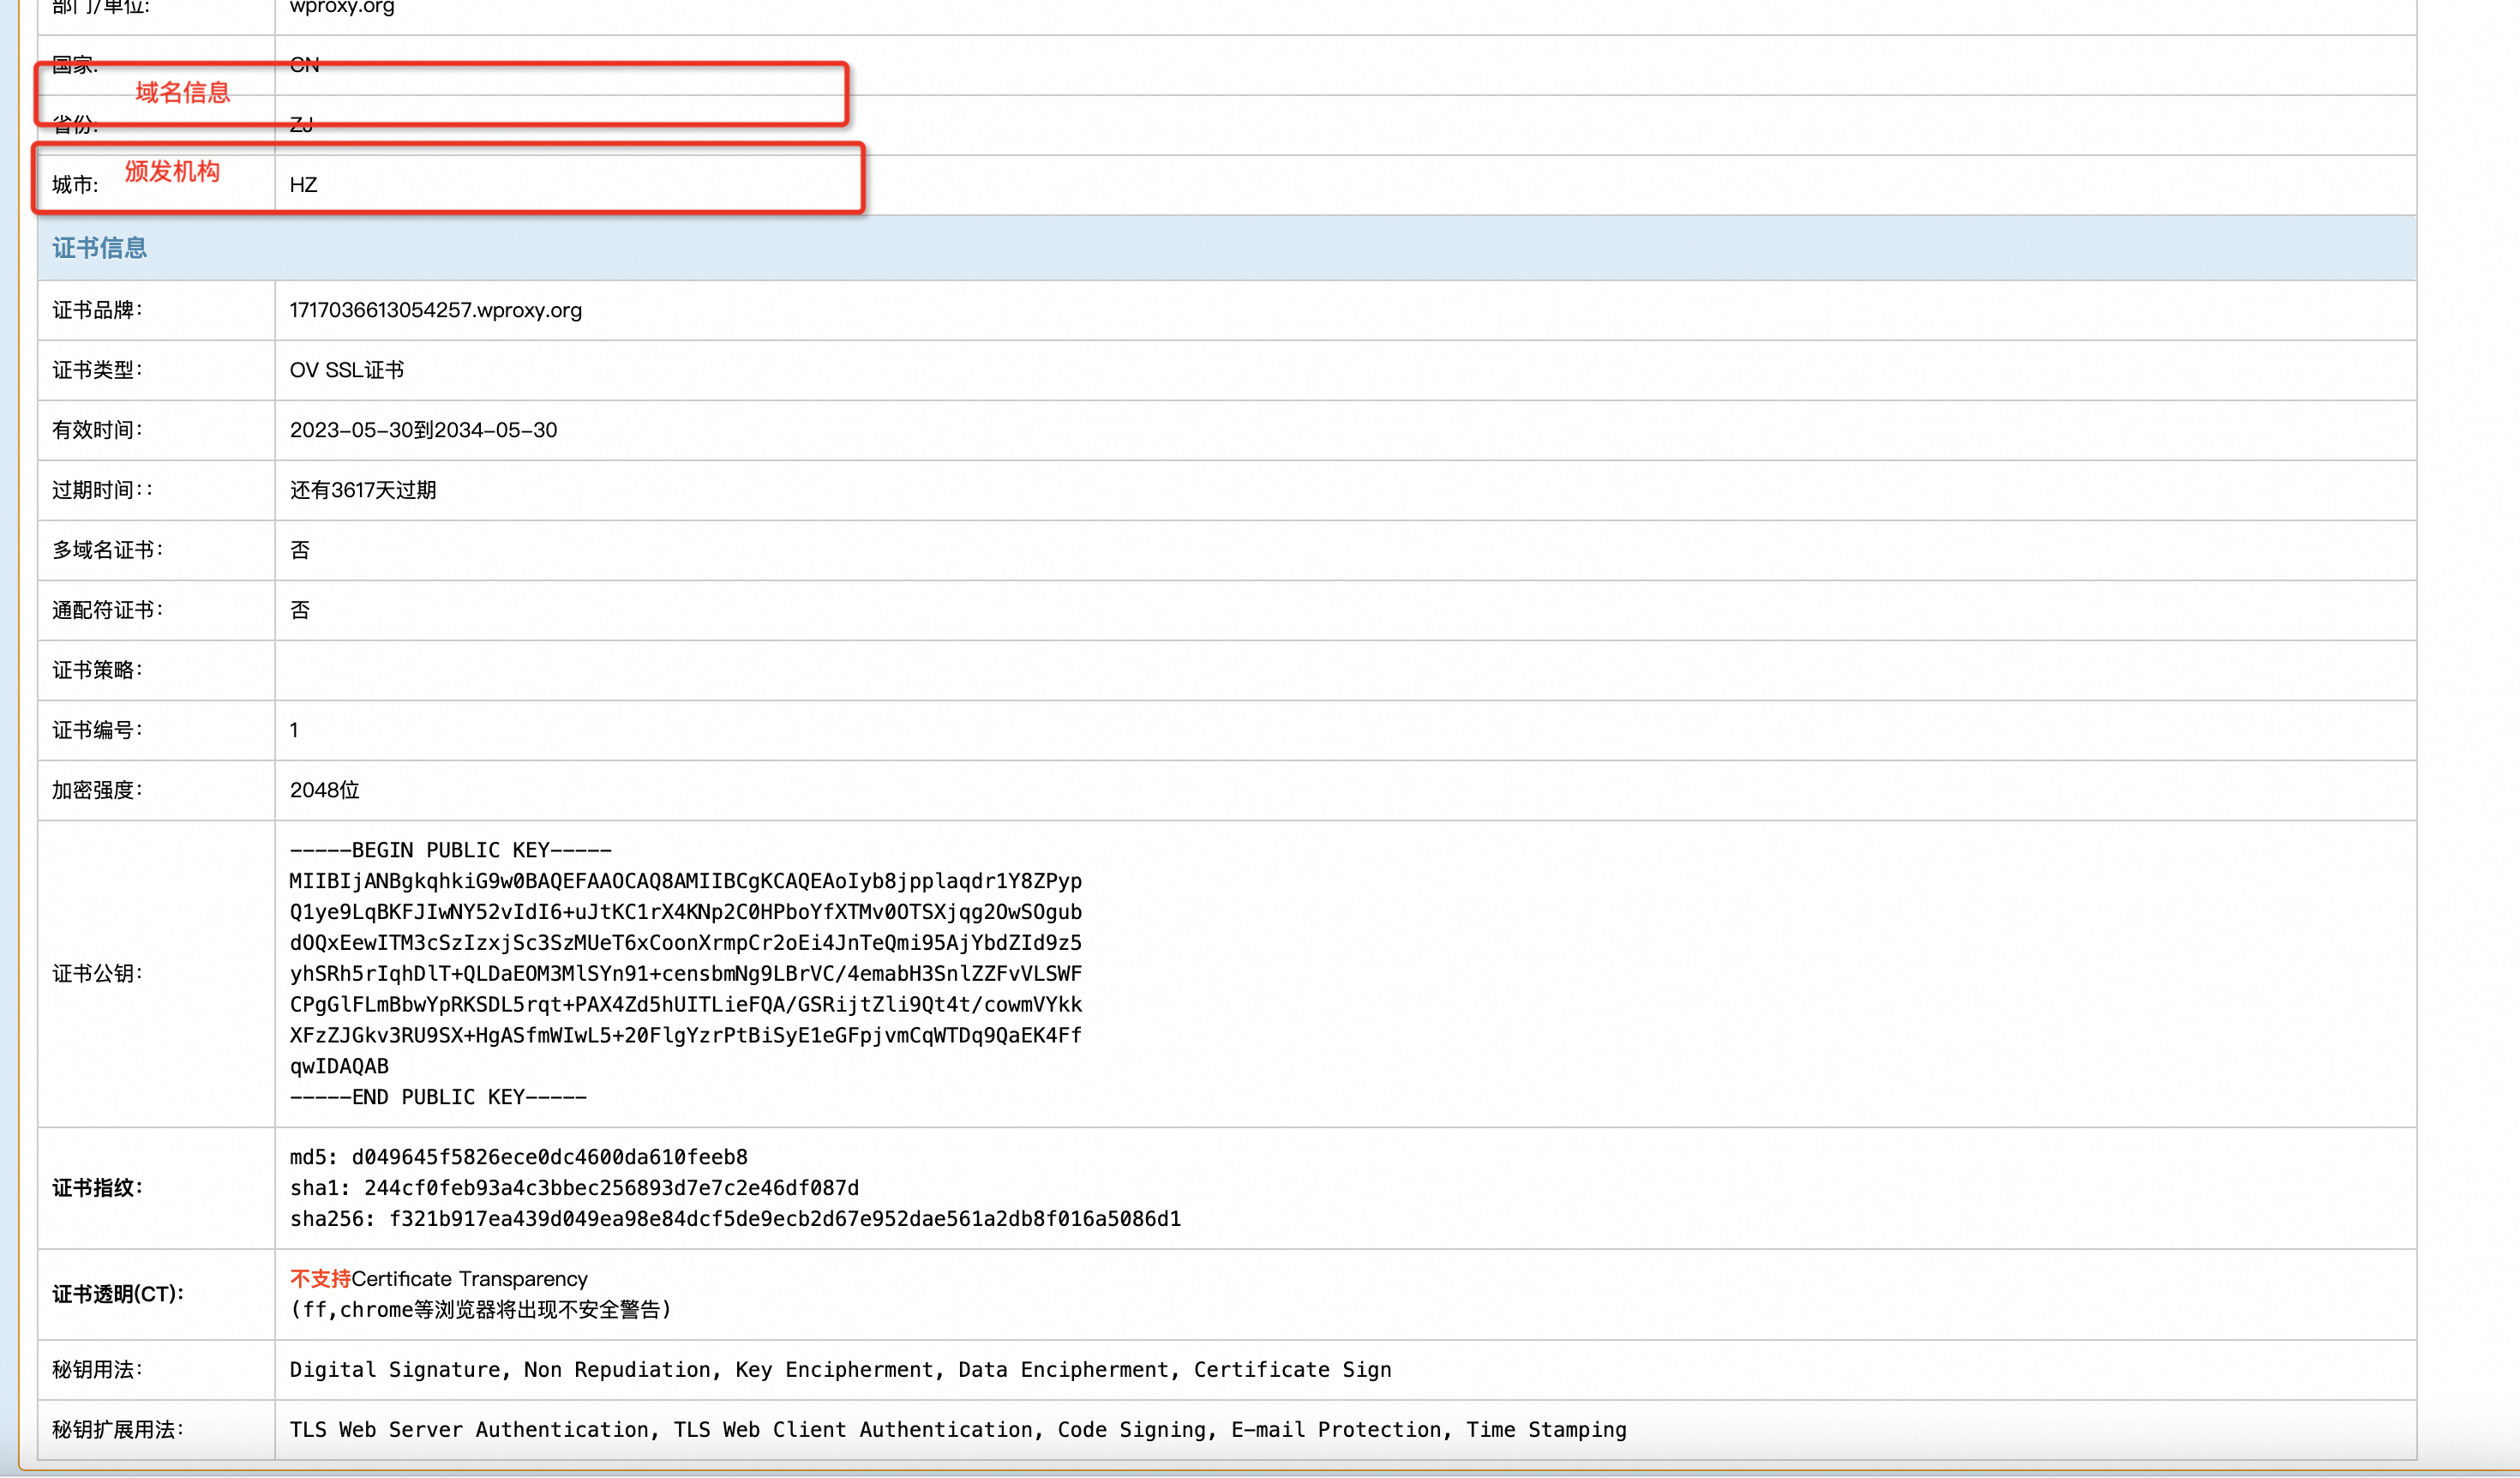 部门/单位: wproxy.org
国家: CN
域名信息
省份: ZJ
颁发机构
城市: HZ
证书信息
证书品牌: 1717036613054257.wproxy.org
证书类型: OV SSL证书
有效时间: 2023-05-30到2034-05-30
过期时间:: 还有3617天过期
多域名证书: 否
通配符证书: 否
证书策略:
证书编号: 1
加密强度: 2048位
-----BEGIN PUBLIC KEY-----
MIIBIjANBgkqhkiG9w0BAQEFAAOCAQ8AMIIBCgKCAQEAoIyb8jpplaqdr1Y8ZPyp
Q1ye9LqBKFJIwNY52vIdI6+uJtKC1rX4KNp2C0HPboYfXTMv0OTSXjqg2OwSOgub
dOQxEewITM3cSzIzxjSc3SzMUeT6xCoonXrmpCr2oEi4JnTeQmi95AjYbdZId9z5
证书公钥: yhSRh5rIqhDlT+QLDaEOM3MlSYn91+censbmNg9LBrVC/4emabH3SnlZZFvVLSWF
CPgGlFLmBbwYpRKSDL5rqt+PAX4Zd5hUITLieFQA/GSRijtZli9Qt4t/cowmVYkk
XFzZJGkv3RU9SX+HgASfmWIwL5+20FlgYzrPtBiSyE1eGFpjvmCqWTDq9QaEK4Ff
qwIDAQAB
-----END PUBLIC KEY-----
md5: d049645f5826ece0dc4600da610feeb8
证书指纹: sha1: 244cf0feb93a4c3bbec256893d7e7c2e46df087d
sha256: f321b917ea439d049ea98e84dcf5de9ecb2d67e952dae561a2db8f016a5086d1
证书透明(CT): 不支持Certificate Transparency
(ff,chrome等浏览器将出现不安全警告)
秘钥用法: Digital Signature, Non Repudiation, Key Encipherment, Data Encipherment, Certificate Sign
秘钥扩展用法: TLS Web Server Authentication, TLS Web Client Authentication, Code Signing, E-mail Protection, Time Stamping